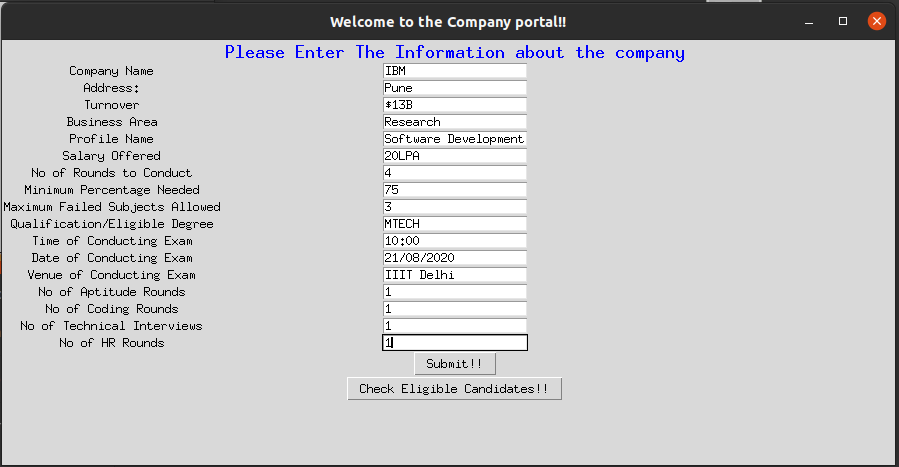 Welcome to the Company portal!!
Please Enter The Information about the company
Company Name IBM
Address: Pune
Turnover *13B
Business Area Research
Profile Name Software Development
Salary Offered 20LPA
No of Rounds to Conduct 4
Minimum Percentage Needed 75
Maximum Failed Subjects Allowed 3
Qualification/Eligible Degree MTECH
Time of Conducting Exam 10:00
Date of Conducting Exam 21/08/2020
Venue of Conducting Exam IIIT Delhi
No of Aptitude Rounds 1
No of Coding Rounds 1
No of Technical Interviews 1
No of HR Rounds 1
Submit!!
Check Eligible Candidates!!